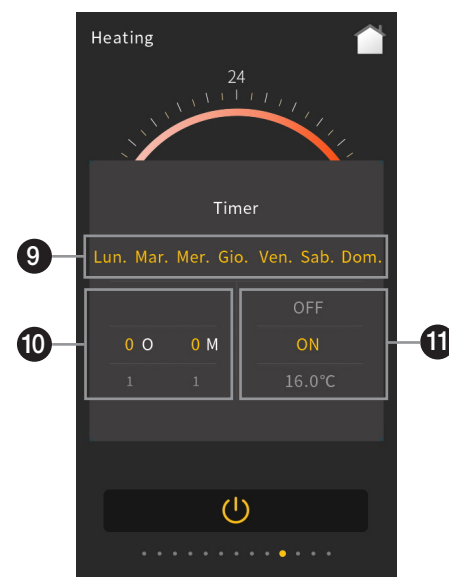 Heating
24
Timer
9
Lun. Mar. Mer. Gio. Ven. Sab. Dom.
OFF
10
0 O 0 M
ON
11
1 1
16.0°C